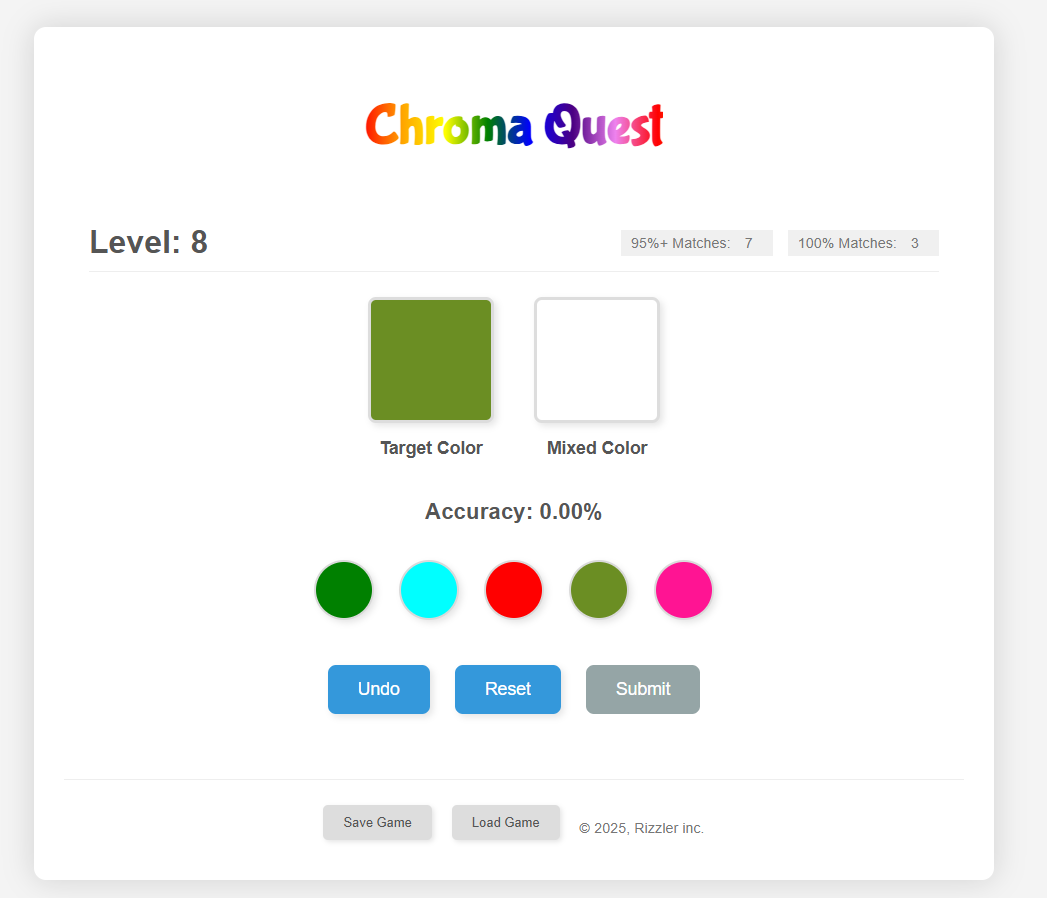 Chroma Quest
Level: 8
95%+ Matches: 7
100% Matches: 3
Target Color
Mixed Color
Accuracy: 0.00%
Undo
Reset
Submit
Save Game
Load Game
© 2025, Rizzler inc.